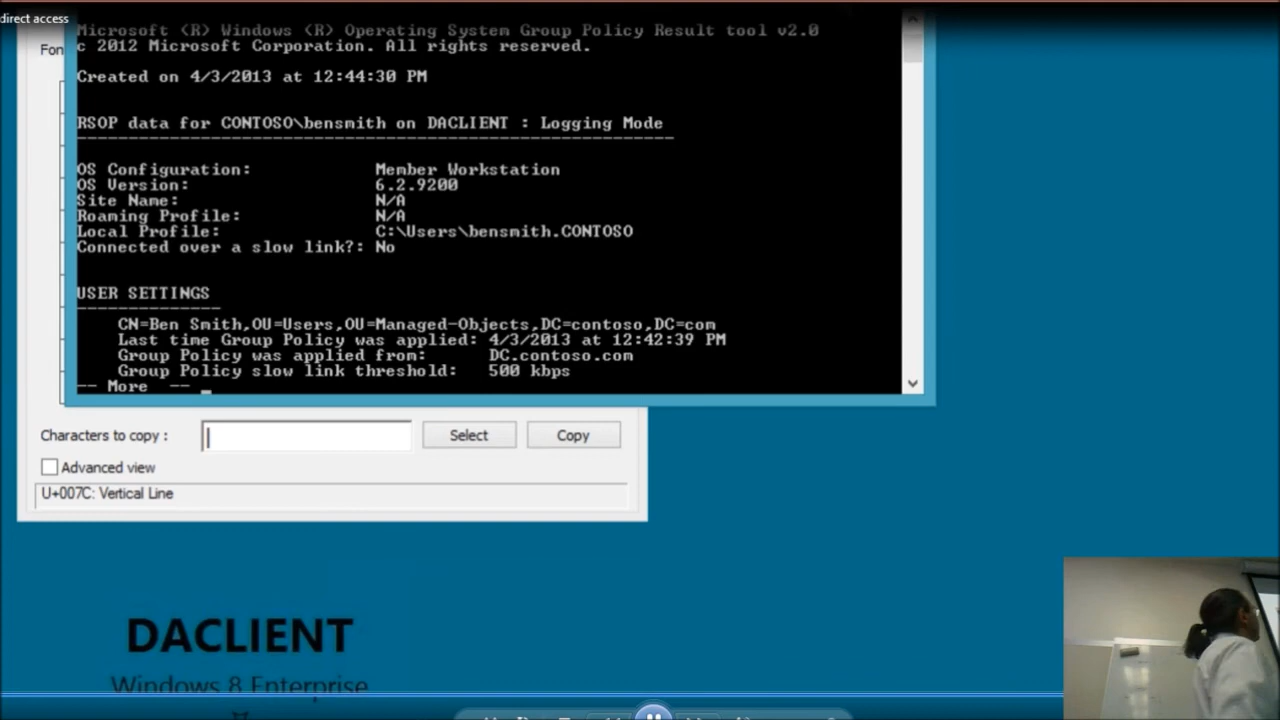 direct access
Fon
Microsoft (R) Windows (R) Operating System Group Policy Result tool v2.0
c 2012 Microsoft Corporation. All rights reserved.
Created on 4/3/2013 at 12:44:30 PM
RSOP data for CONTOSO\bensmith on DACLIENT : Logging Mode
OS Configuration: Member Workstation
OS Version: 6.2.9200
Site Name: N/A
Roaming Profile: N/A
Local Profile: C:\Users\bensmith.CONTOSO
Connected over a slow link?: No
USER SETTINGS
CN=Ben Smith,OU=Users,OU=Managed-Objects,DC=contoso,DC=com
Last time Group Policy was applied: 4/3/2013 at 12:42:39 PM
Group Policy was applied from: DC.contoso.com
Group Policy slow link threshold: 500 kbps
-- More --
Characters to copy : | Select Copy
Advanced view
U+007C: Vertical Line
DACLIENT
Windows 8 Enterprise